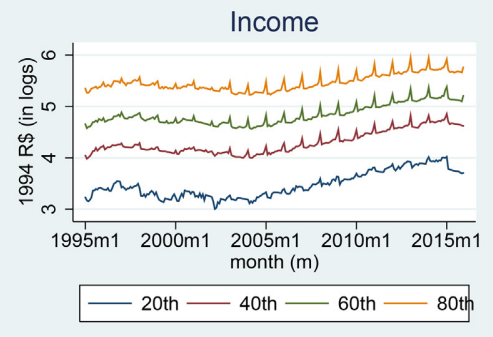 Income
1994 R$ (in logs)
6
5
4
3
1995m1 2000m1 2005m1 2010m1 2015m1
month (m)
20th 40th 60th 80th